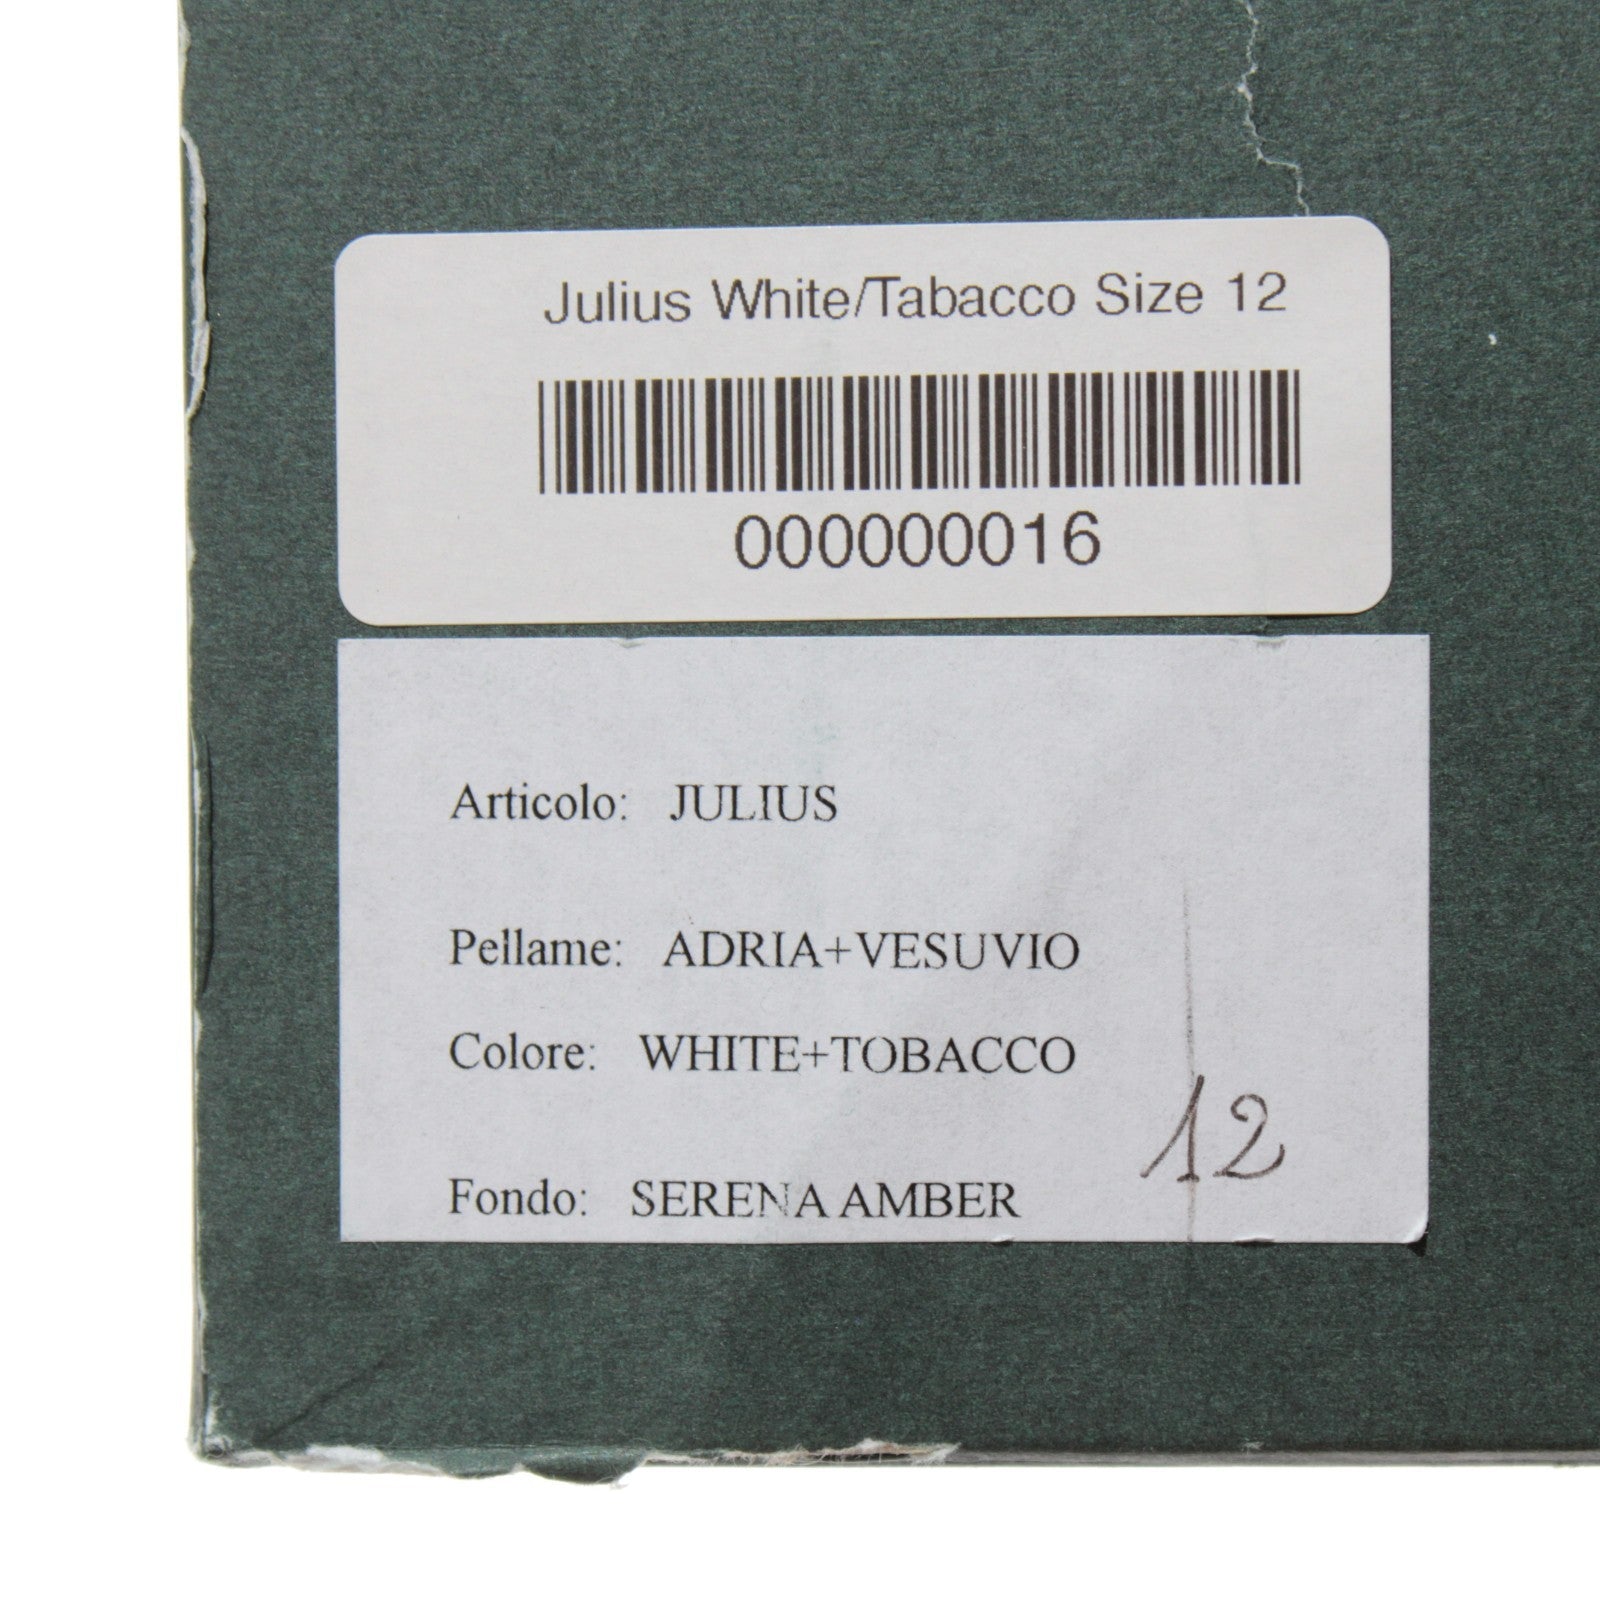 Julius White/Tabacco Size 12
000000016
Articolo: JULIUS
Pellame: ADRIA+VESUVIO
Colore: WHITE+TOBACCO
12
Fondo: SERENA AMBER